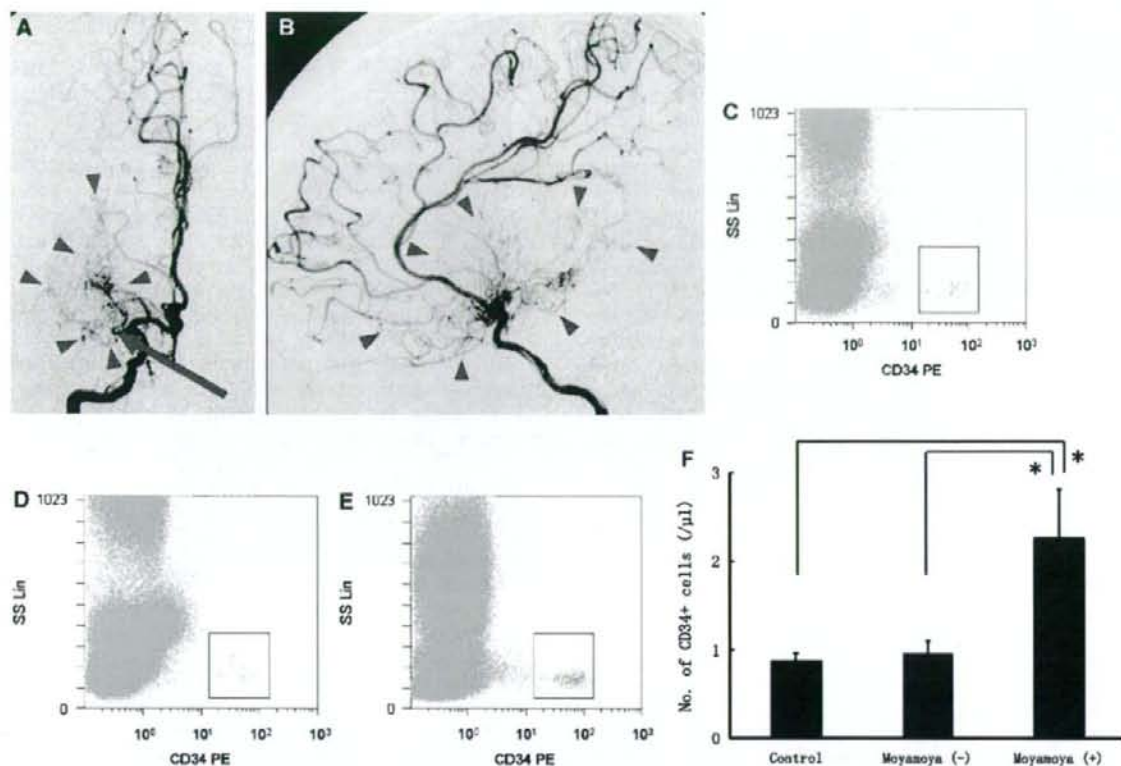 A
B
C
1023
SS Lin
0
10⁰ 10¹ 10² 10³
CD34 PE
D
1023
SS Lin
0
10⁰ 10¹ 10² 10³
CD34 PE
E
1023
SS Lin
0
10⁰ 10¹ 10² 10³
CD34 PE
F
No. of CD34+ cells (/μl)
3
2
1
0
* *
Control Moyamoya (-) Moyamoya (+)